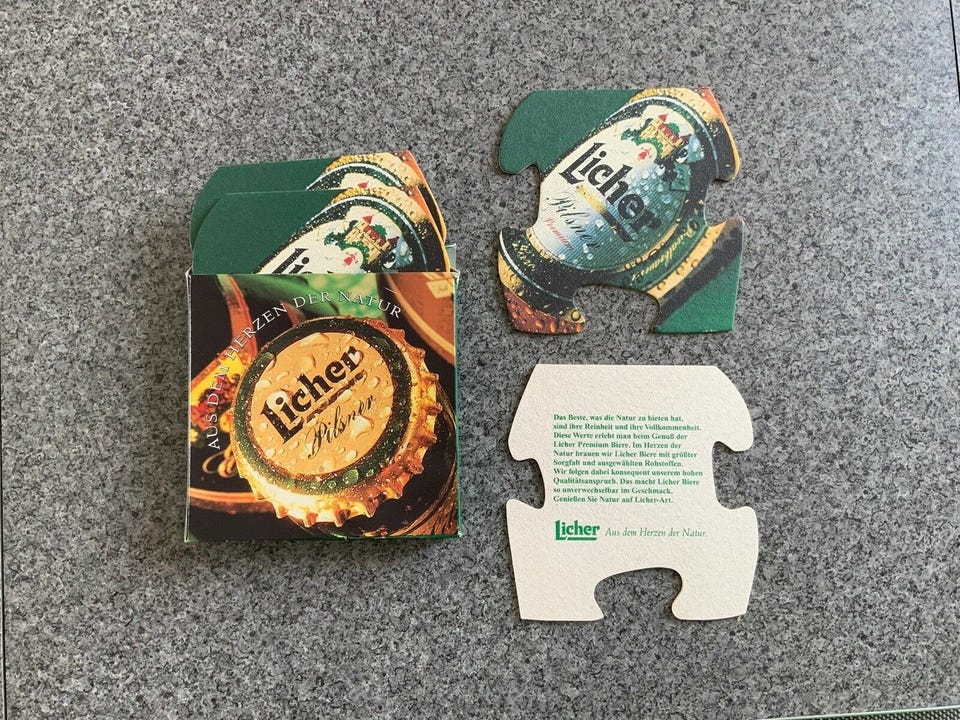 AUS DEM HERZEN DER NATUR
Licher
Pilsner
Licher
Pilsner
Premium
Das Beste, was die Natur zu bieten hat,
sind ihre Reinheit und ihre Vollkommenheit.
Diese Werte erlebt man beim Genuß der
Licher Premium Biere. Im Herzen der
Natur brauen wir Licher Biere mit größter
Sorgfalt und ausgewählten Rohstoffen.
Wir folgen dabei konsequent unserem hohen
Qualitätsanspruch. Das macht Licher Biere
so unverwechselbar im Geschmack.
Genießen Sie Natur auf Licher-Art.
Licher Aus dem Herzen der Natur.